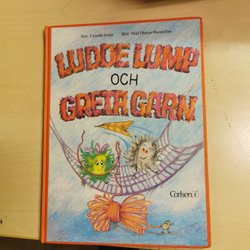 LUDDE LUMP
OCH
GRETA GARN
Carlsen